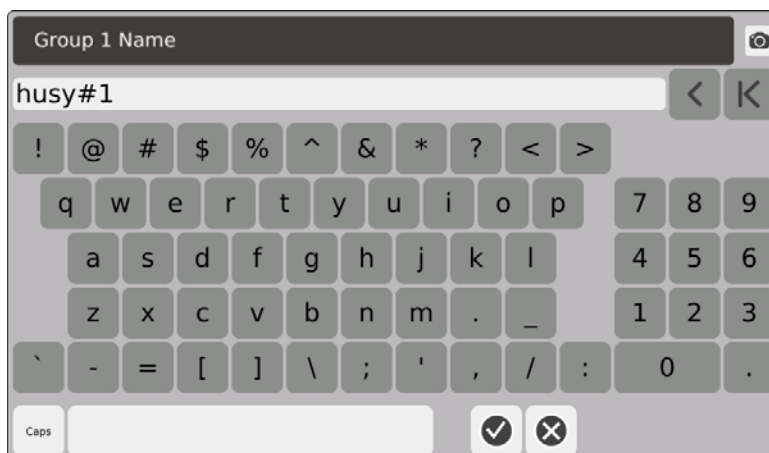 Group 1 Name
husy#1
! @ # $ % ^ & * ? < >
q w e r t y u i o p 7 8 9
a s d f g h j k l 4 5 6
z x c v b n m . _ 1 2 3
` - = [ ] \ ; ' , / : 0 .
Caps